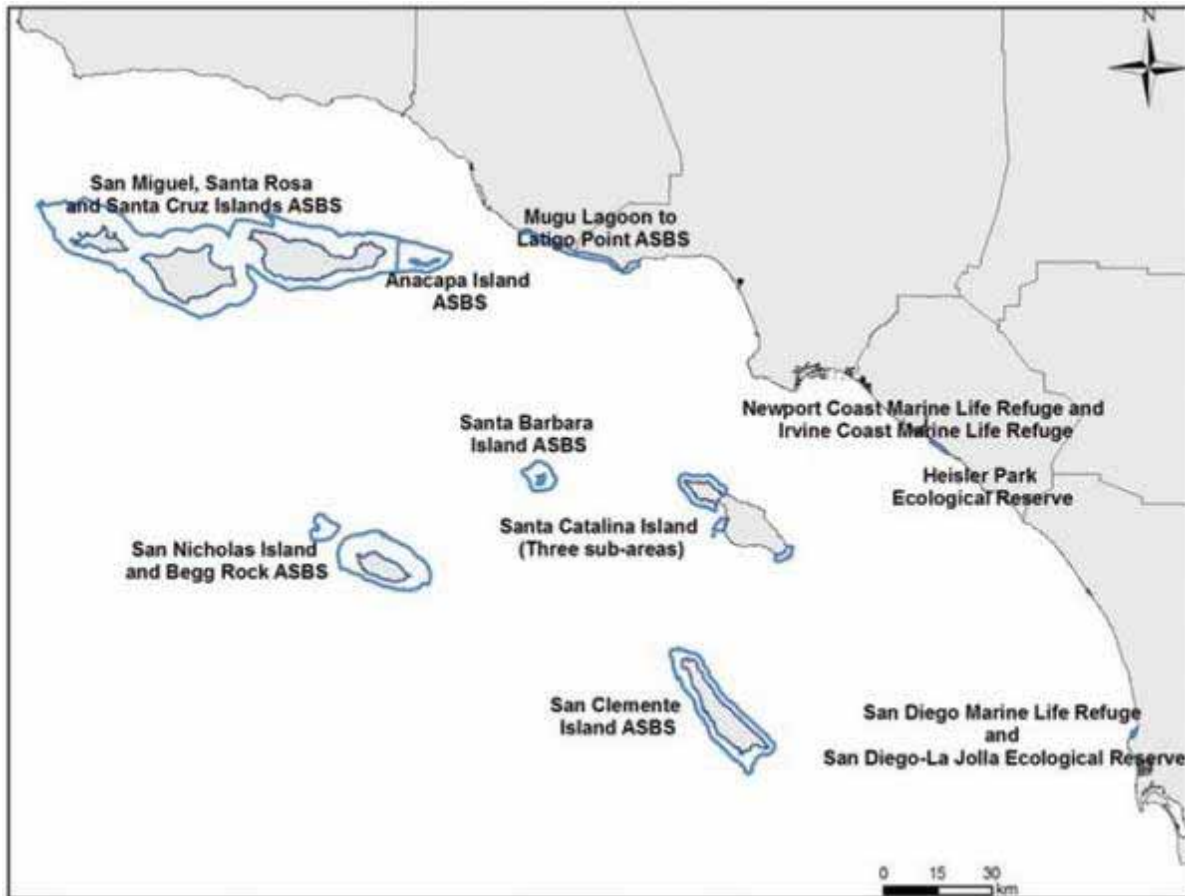 N
San Miguel, Santa Rosa
and Santa Cruz Islands ASBS
Mugu Lagoon to
Latigo Point ASBS
Anacapa Island
ASBS
Newport Coast Marine Life Refuge and
Irvine Coast Marine Life Refuge
Santa Barbara
Island ASBS
Heisler Park
Ecological Reserve
Santa Catalina Island
(Three sub-areas)
San Nicholas Island
and Begg Rock ASBS
San Clemente
Island ASBS
San Diego Marine Life Refuge
and
San Diego-La Jolla Ecological Reserve
0 15 30
km